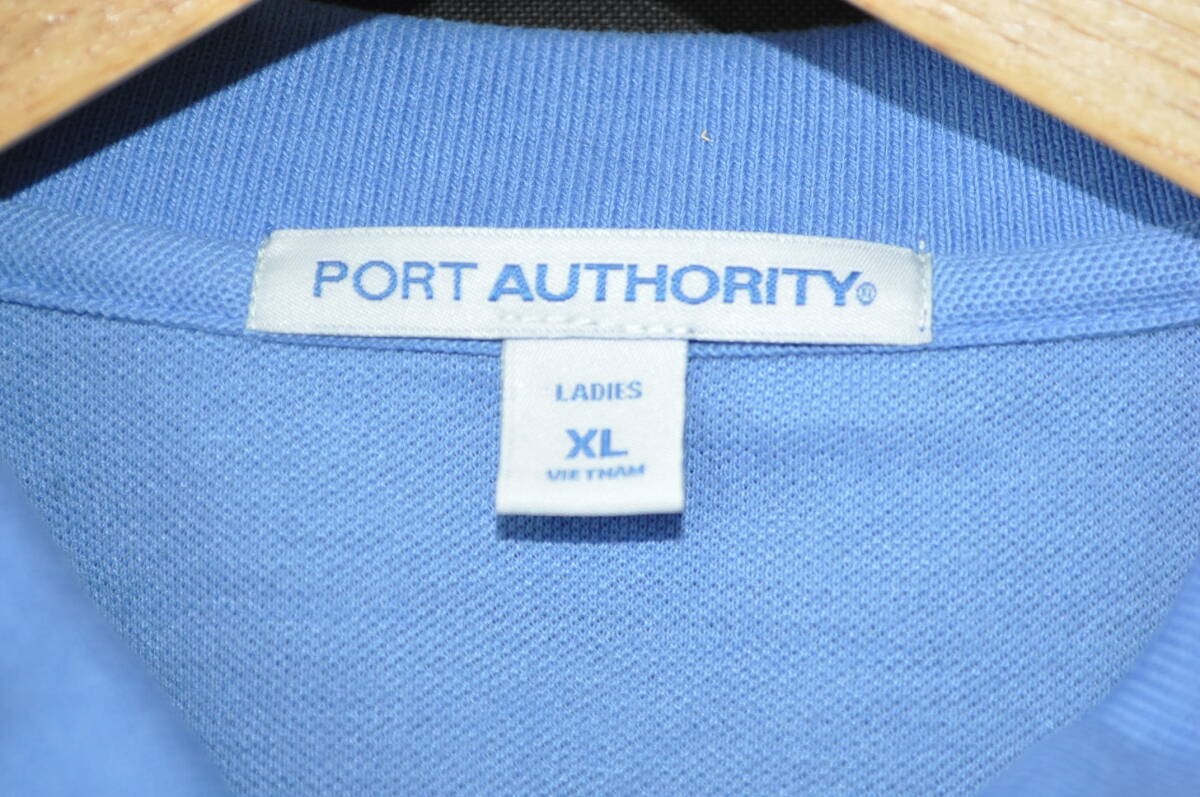 PORT AUTHORITY®
LADIES
XL
VIETNAM